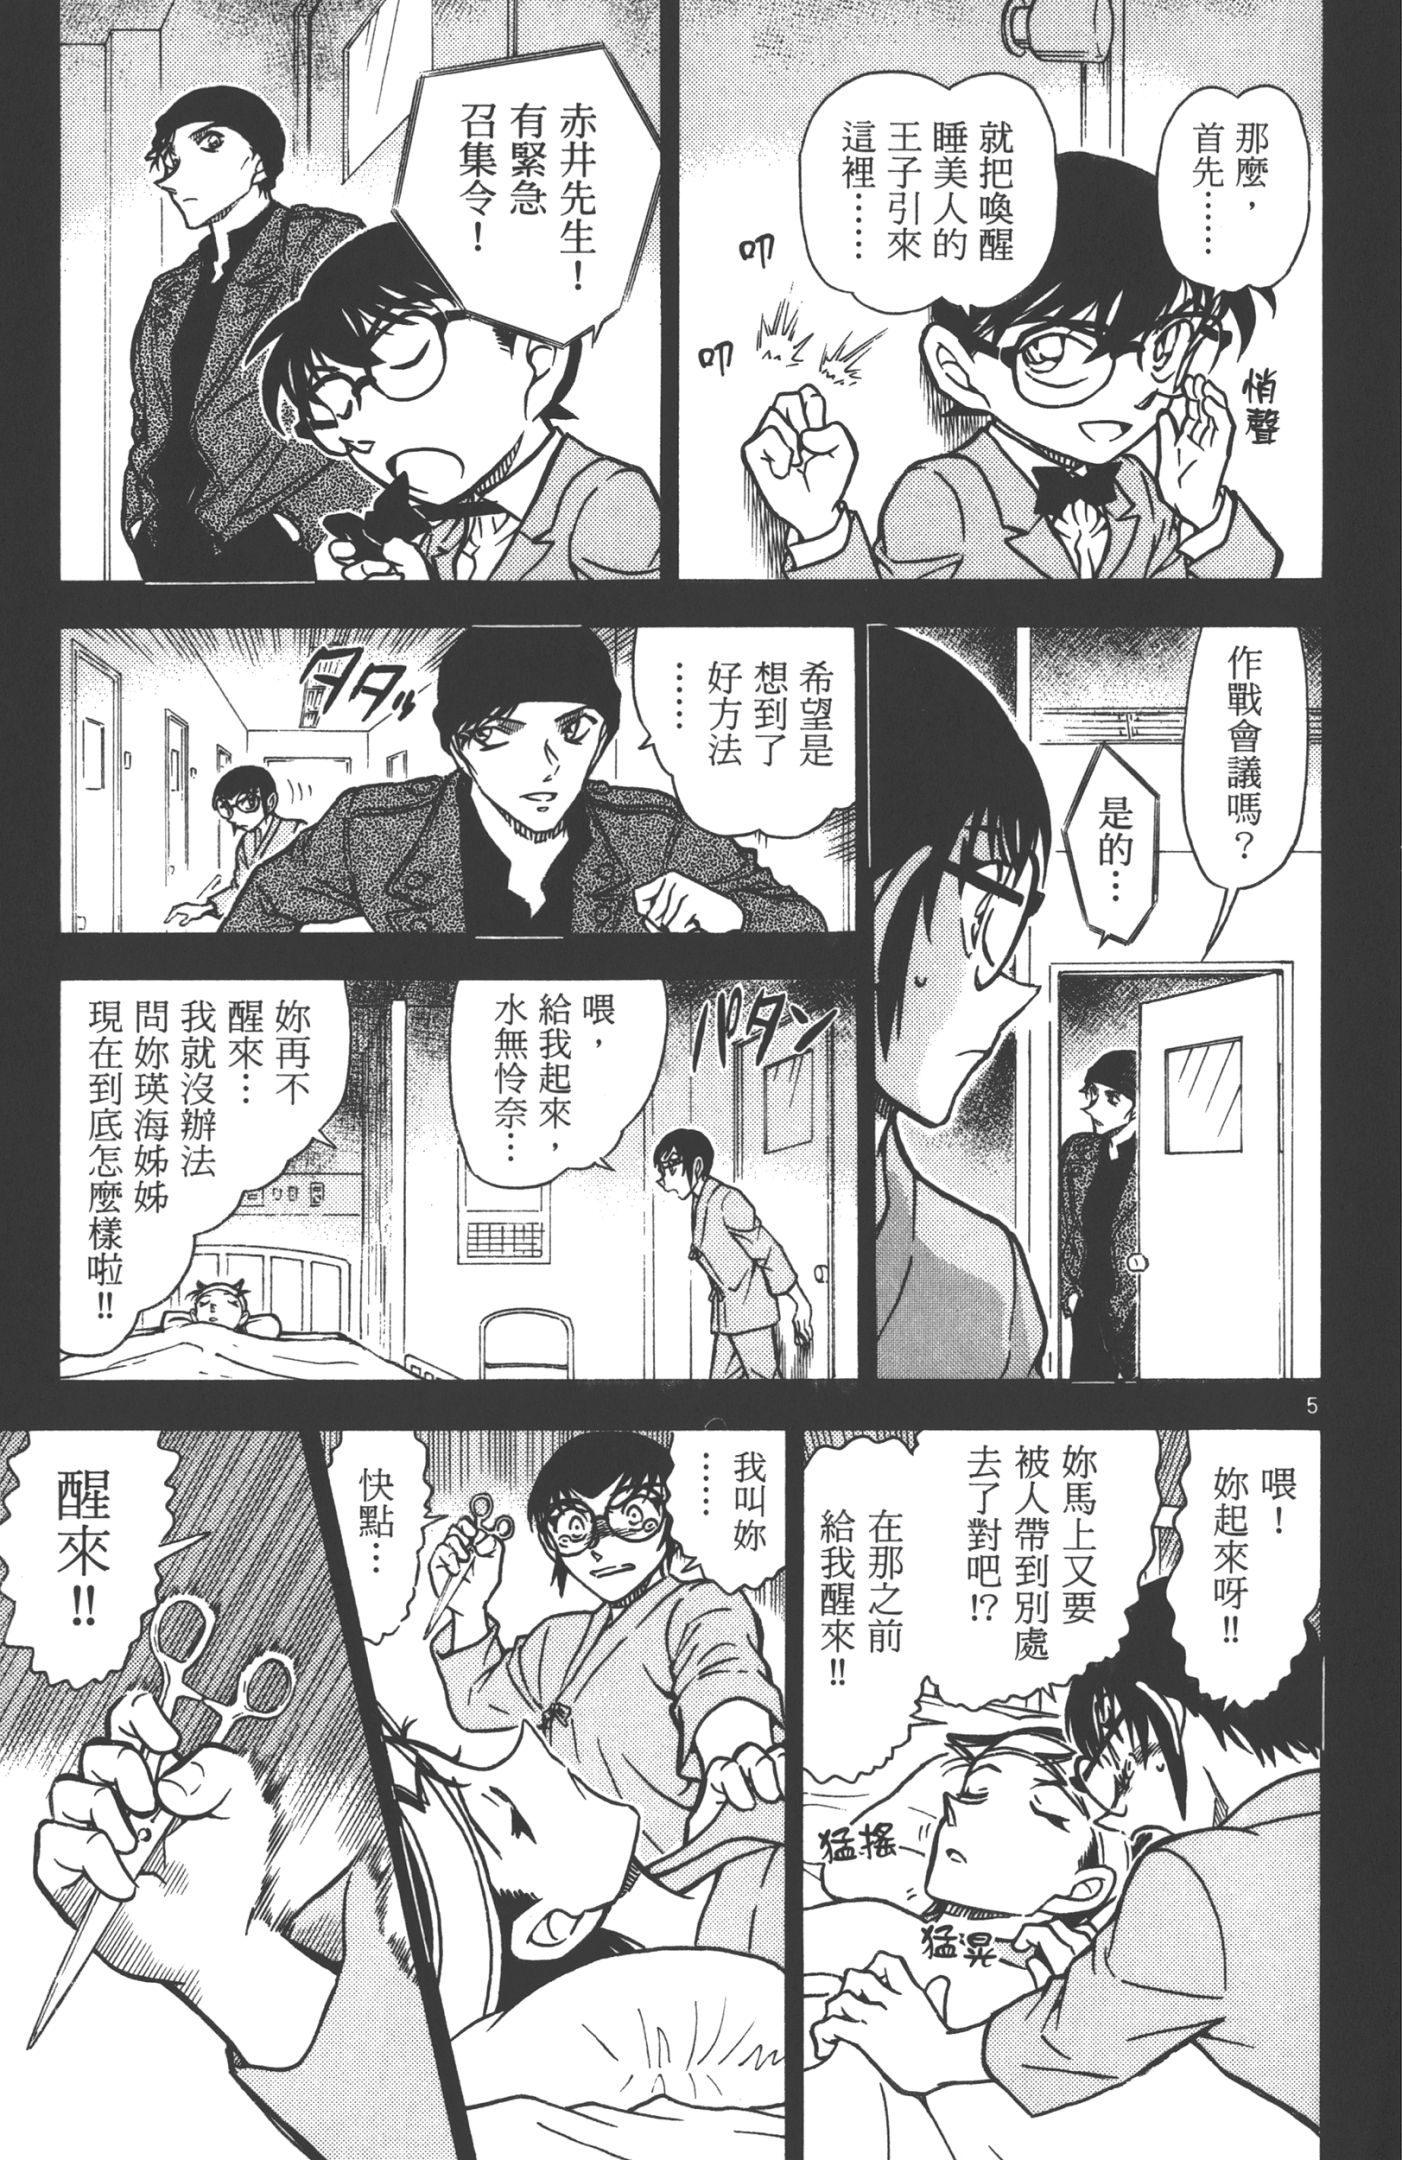 那麼，
首先……
就把喚醒
睡美人的
王子引來
這裡……
叩
叩
悄聲
赤井先生！
有緊急
召集令！
作戰會議嗎？
是的…
希望是
想到了
好方法
……
タタッ
バタン
喂，
給我起來，
水無怜奈…
妳再不
醒來…
我就沒辦法
問妳瑛海姊姊
現在到底怎麼樣啦!!
5
喂！
妳起來呀!!
妳馬上又要
被人帶到別處
去了對吧!?
在那之前
給我醒來!!
猛搖
猛晃
我叫妳
……
快點…
醒來!!